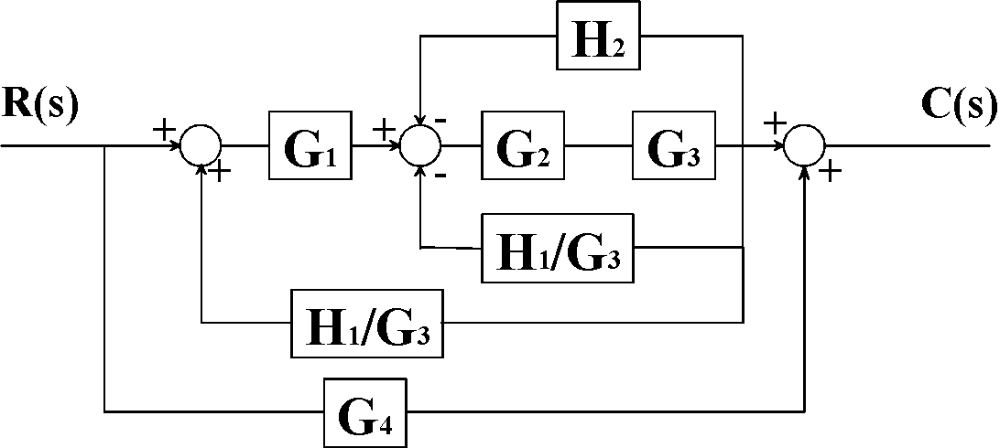 H₂
R(s) C(s)
+ + - + 
G₁ G₂ G₃
+ - +
H₁/G₃
H₁/G₃
G₄